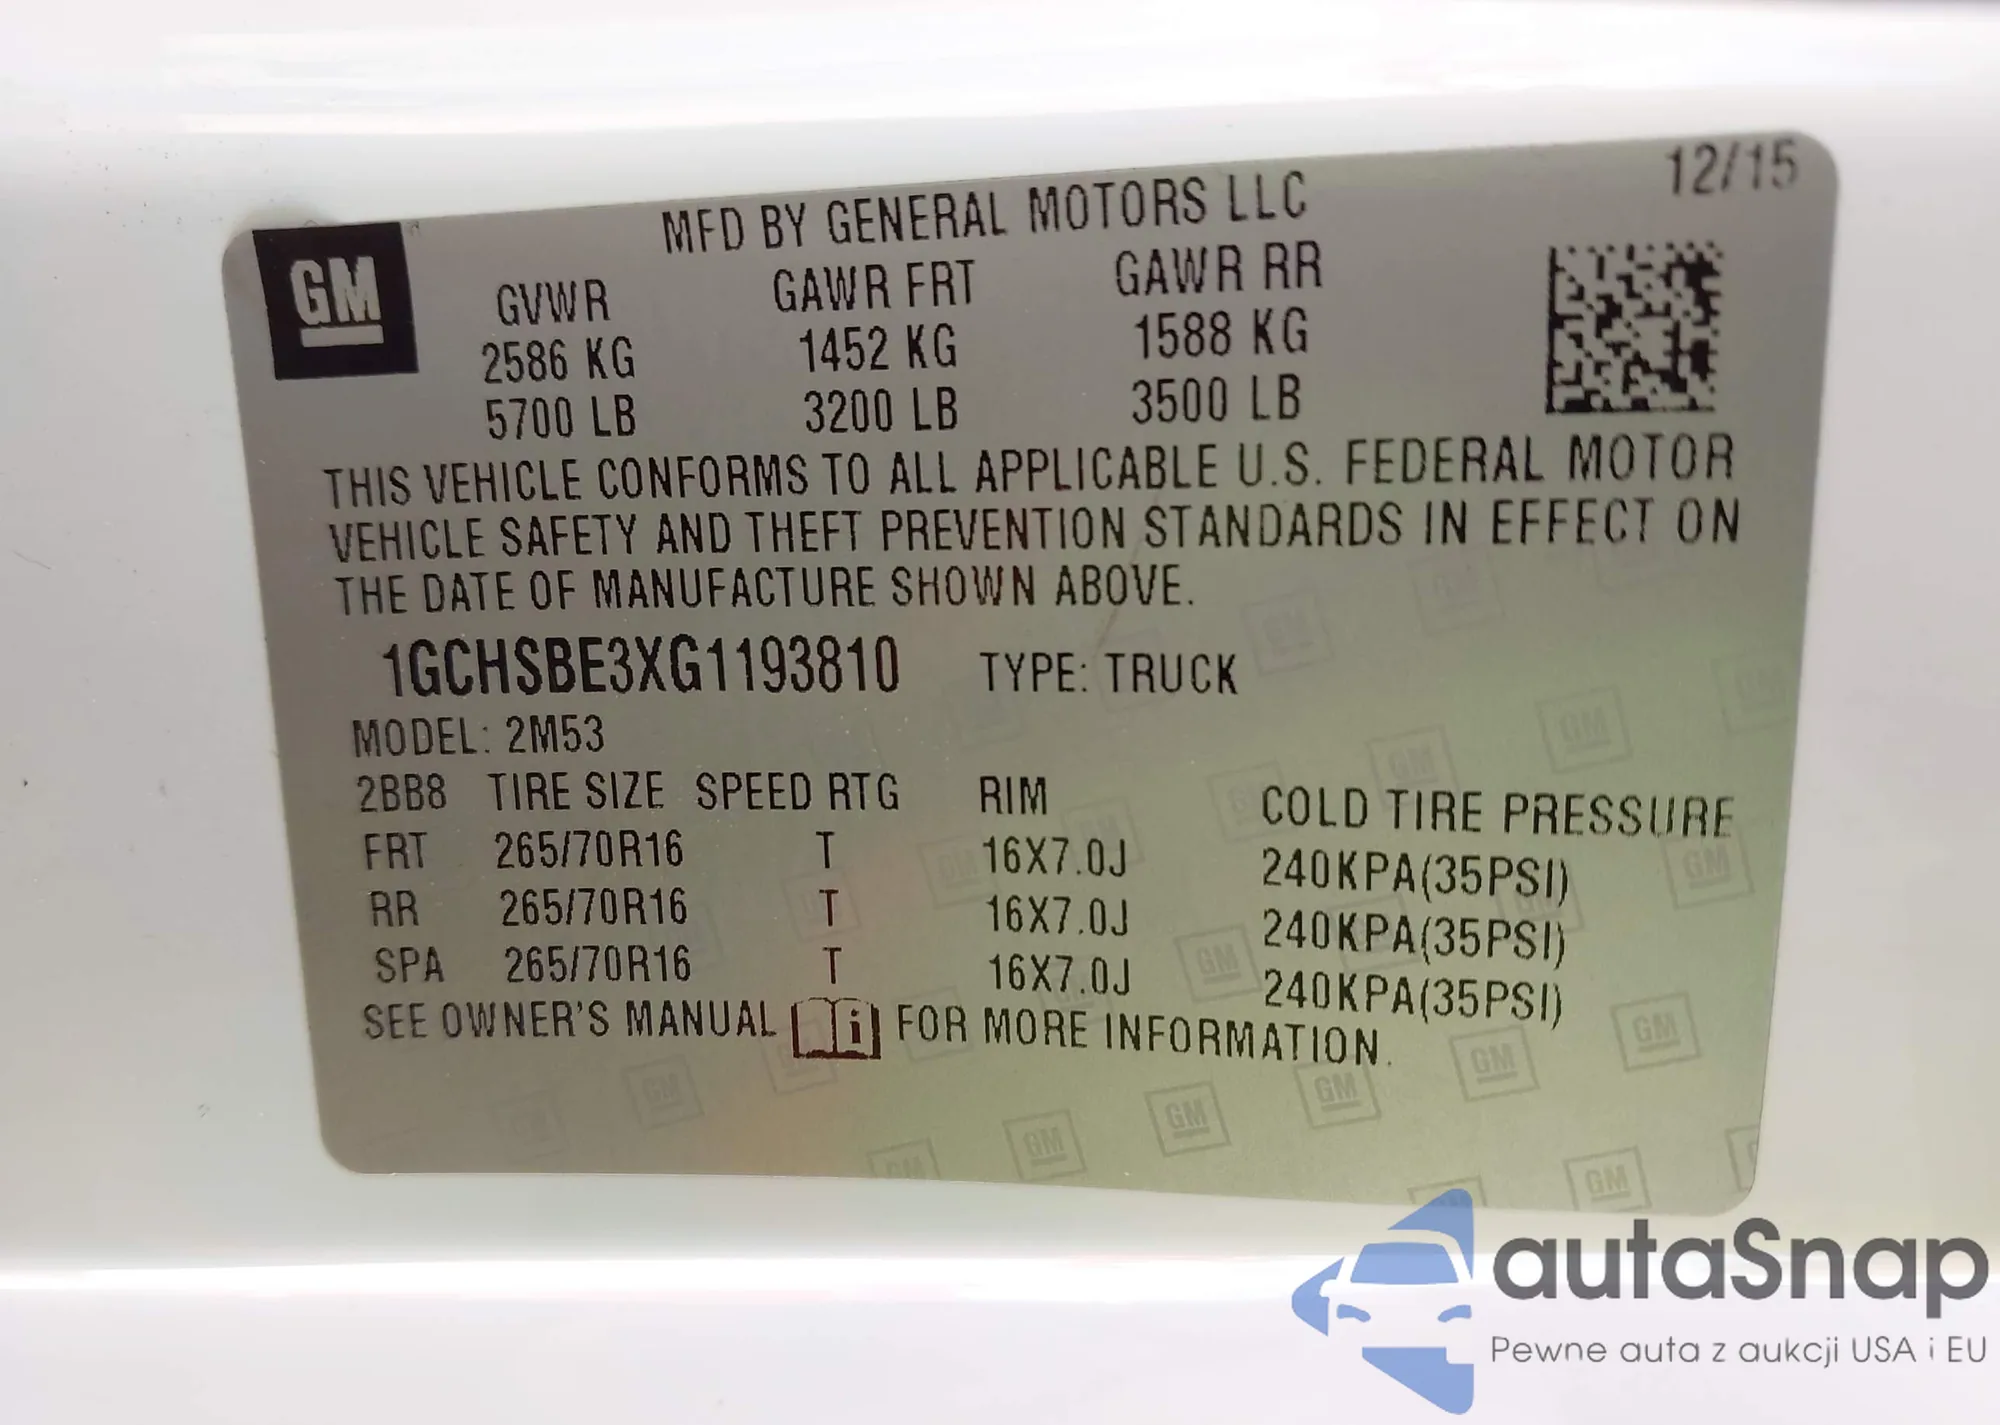 12/15
MFD BY GENERAL MOTORS LLC
GM
GVWR GAWR FRT GAWR RR
2586 KG 1452 KG 1588 KG
5700 LB 3200 LB 3500 LB
THIS VEHICLE CONFORMS TO ALL APPLICABLE U.S. FEDERAL MOTOR
VEHICLE SAFETY AND THEFT PREVENTION STANDARDS IN EFFECT ON
THE DATE OF MANUFACTURE SHOWN ABOVE.
1GCHSBE3XG1193810 TYPE: TRUCK
MODEL: 2M53
2BB8 TIRE SIZE SPEED RTG RIM COLD TIRE PRESSURE
FRT 265/70R16 T 16X7.0J 240KPA(35PSI)
RR 265/70R16 T 16X7.0J 240KPA(35PSI)
SPA 265/70R16 T 16X7.0J 240KPA(35PSI)
SEE OWNER'S MANUAL i FOR MORE INFORMATION.
autaSnap
Pewne auta z aukcji USA i EU